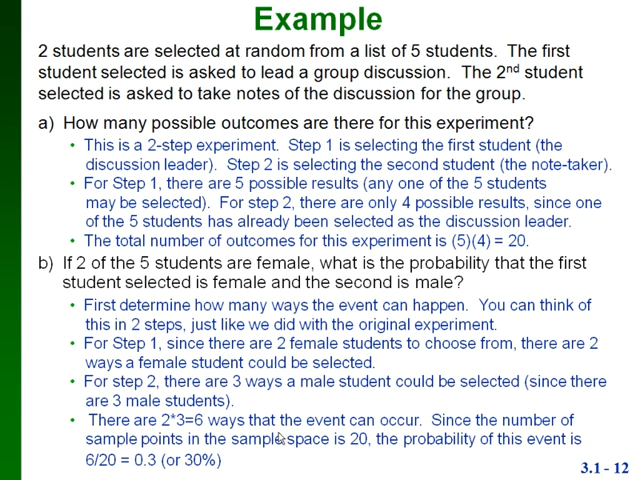 Example
2 students are selected at random from a list of 5 students. The first
student selected is asked to lead a group discussion. The 2nd student
selected is asked to take notes of the discussion for the group.
a) How many possible outcomes are there for this experiment?
• This is a 2-step experiment. Step 1 is selecting the first student (the
discussion leader). Step 2 is selecting the second student (the note-taker).
• For Step 1, there are 5 possible results (any one of the 5 students
may be selected). For step 2, there are only 4 possible results, since one
of the 5 students has already been selected as the discussion leader.
• The total number of outcomes for this experiment is (5)(4) = 20.
b) If 2 of the 5 students are female, what is the probability that the first
student selected is female and the second is male?
• First determine how many ways the event can happen. You can think of
this in 2 steps, just like we did with the original experiment.
• For Step 1, since there are 2 female students to choose from, there are 2
ways a female student could be selected.
• For step 2, there are 3 ways a male student could be selected (since there
are 3 male students).
• There are 2*3=6 ways that the event can occur. Since the number of
sample points in the sample space is 20, the probability of this event is
6/20 = 0.3 (or 30%)
3.1 - 12